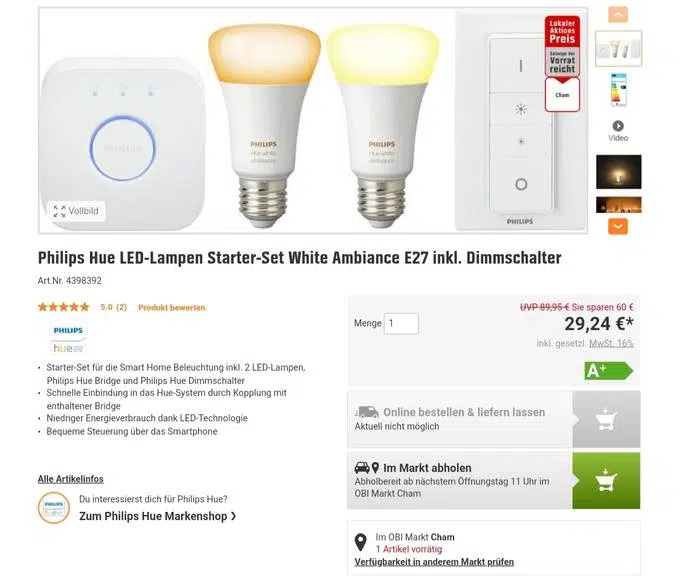 Lokaler
Aktions
Preis
Solange der
Vorrat
reicht
Cham
PHILIPS
PHILIPS
Hue white
ambiance
PHILIPS
Hue white
ambiance
PHILIPS
Vollbild
Video
Philips Hue LED-Lampen Starter-Set White Ambiance E27 inkl. Dimmschalter
Art.Nr. 4398392
5.0 (2) Produkt bewerten
PHILIPS
hue
• Starter-Set für die Smart Home Beleuchtung inkl. 2 LED-Lampen,
Philips Hue Bridge und Philips Hue Dimmschalter
• Schnelle Einbindung in das Hue-System durch Kopplung mit
enthaltener Bridge
• Niedriger Energieverbrauch dank LED-Technologie
• Bequeme Steuerung über das Smartphone
Alle Artikelinfos
PHILIPS
hue
Du interessierst dich für Philips Hue?
Zum Philips Hue Markenshop
Menge 1
UVP 89,95 € Sie sparen 60 €
29,24 €*
inkl. gesetzl. MwSt. 16%
A+
Online bestellen & liefern lassen
Aktuell nicht möglich
Im Markt abholen
Abholbereit ab nächstem Öffnungstag 11 Uhr im
OBI Markt Cham
Im OBI Markt Cham
1 Artikel vorrätig
Verfügbarkeit in anderem Markt prüfen